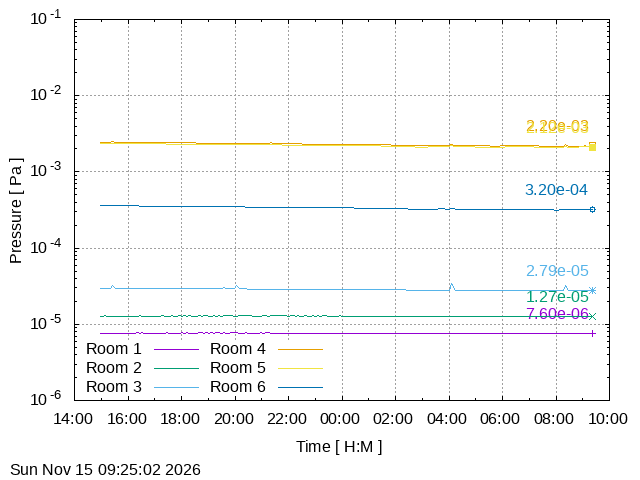 10^-1
10^-2
10^-3
10^-4
10^-5
10^-6
Pressure [ Pa ]
2.20e-03
3.20e-04
2.79e-05
1.27e-05
7.60e-06
Room 1 Room 4
Room 2 Room 5
Room 3 Room 6
14:00 16:00 18:00 20:00 22:00 00:00 02:00 04:00 06:00 08:00 10:00
Time [ H:M ]
Sun Nov 15 09:25:02 2026